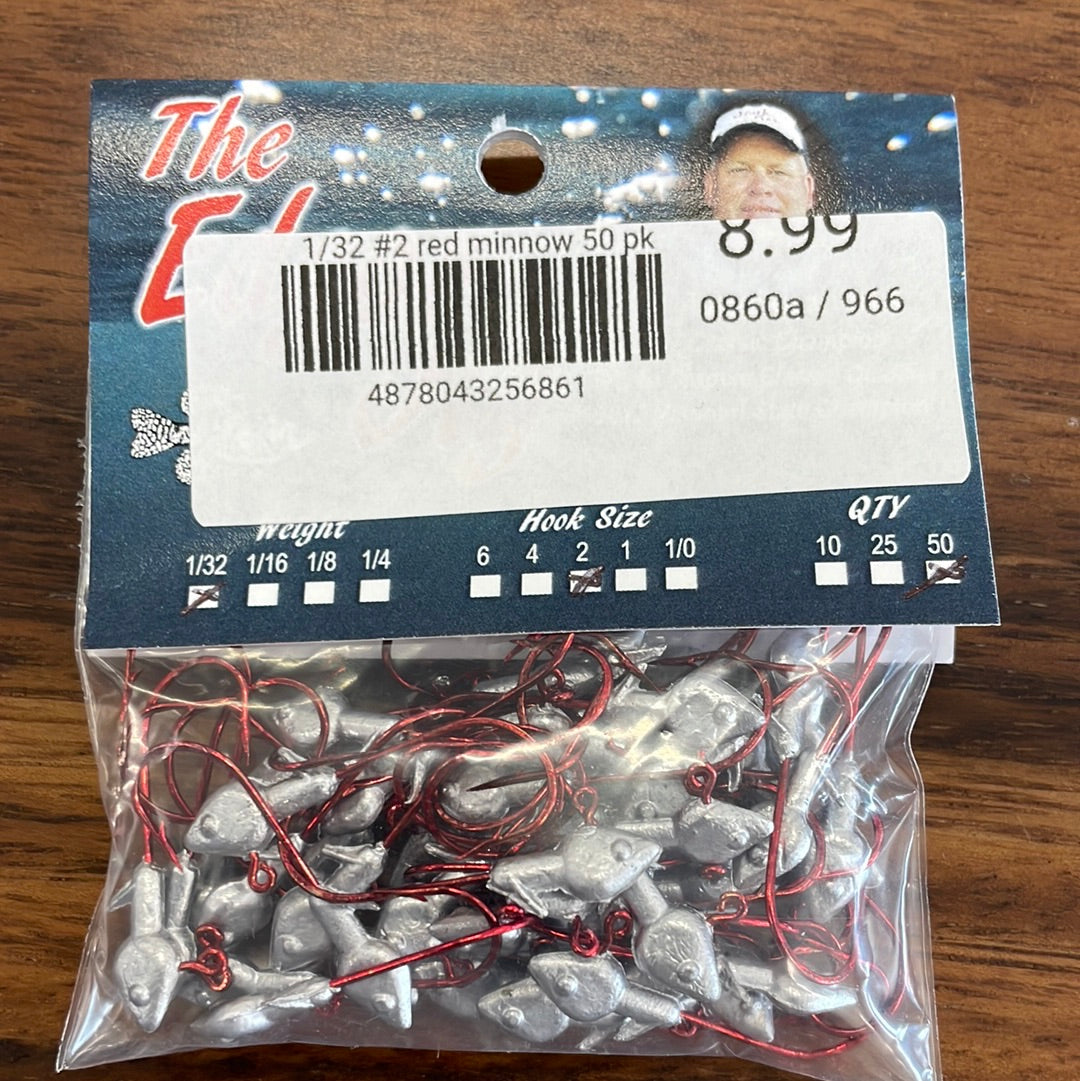 The
1/32 #2 red minnow 50 pk
8.99
0860a / 966
4878043256861
Weight
Hook Size
QTY
1/32 1/16 1/8 1/4
6 4 2 1 1/0
10 25 50